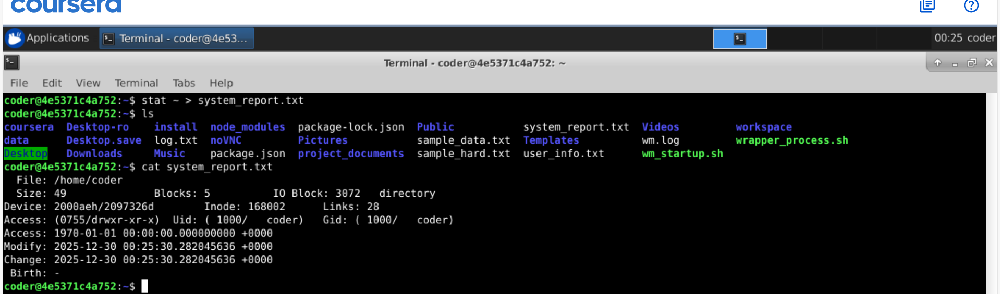 coursera
Applications Terminal - coder@4e53... 00:25 coder
Terminal - coder@4e5371c4a752: ~
File Edit View Terminal Tabs Help
coder@4e5371c4a752:~$ stat ~ > system_report.txt
coder@4e5371c4a752:~$ ls
coursera Desktop-ro install node_modules package-lock.json Public system_report.txt Videos workspace
data Desktop.save log.txt noVNC Pictures sample_data.txt Templates wm.log wrapper_process.sh
Desktop Downloads Music package.json project_documents sample_hard.txt user_info.txt wm_startup.sh
coder@4e5371c4a752:~$ cat system_report.txt
File: /home/coder
Size: 49 Blocks: 5 IO Block: 3072 directory
Device: 2000aeh/2097326d Inode: 168002 Links: 28
Access: (0755/drwxr-xr-x) Uid: ( 1000/ coder) Gid: ( 1000/ coder)
Access: 1970-01-01 00:00:00.000000000 +0000
Modify: 2025-12-30 00:25:30.282045636 +0000
Change: 2025-12-30 00:25:30.282045636 +0000
Birth: -
coder@4e5371c4a752:~$